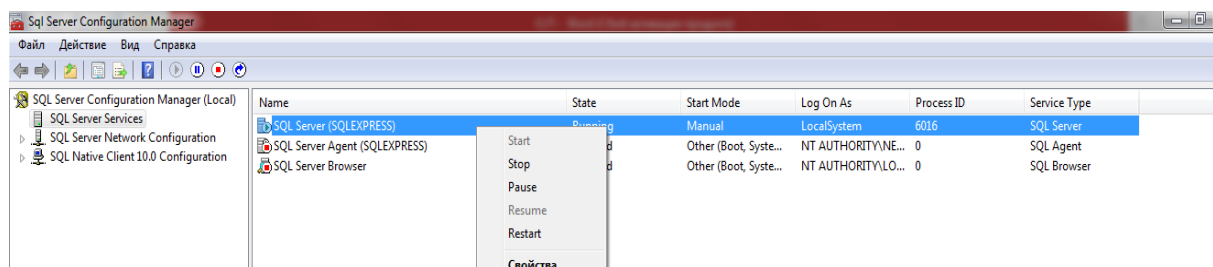 Sql Server Configuration Manager
Файл Действие Вид Справка
SQL Server Configuration Manager (Local)
SQL Server Services
SQL Server Network Configuration
SQL Native Client 10.0 Configuration
Name State Start Mode Log On As Process ID Service Type
SQL Server (SQLEXPRESS) Running Manual LocalSystem 6016 SQL Server
SQL Server Agent (SQLEXPRESS) Other (Boot, Syste... NT AUTHORITY\NE... 0 SQL Agent
SQL Server Browser Other (Boot, Syste... NT AUTHORITY\LO... 0 SQL Browser
Start
Stop
Pause
Resume
Restart
Свойства